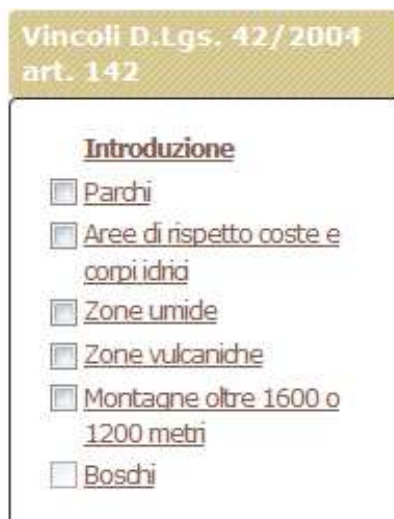 Vincoli D.Lgs. 42/2004
art. 142
Introduzione
Parchi
Aree di rispetto coste e
corpi idrici
Zone umide
Zone vulcaniche
Montagne oltre 1600 o
1200 metri
Boschi